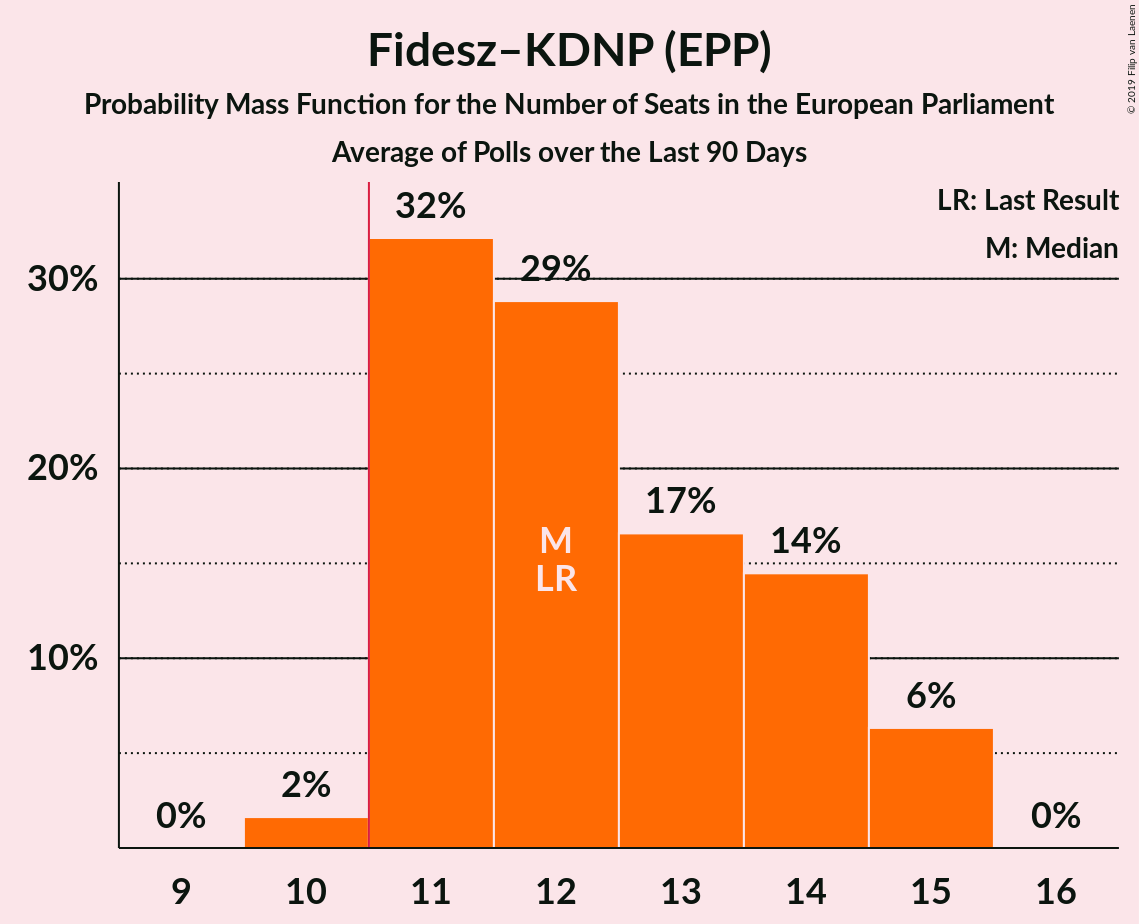 Fidesz–KDNP (EPP)
Probability Mass Function for the Number of Seats in the European Parliament
Average of Polls over the Last 90 Days
© 2019 Filip van Laenen
LR: Last Result
M: Median
30%
20%
10%
0%
2%
32%
29%
17%
14%
6%
0%
M
LR
9 10 11 12 13 14 15 16